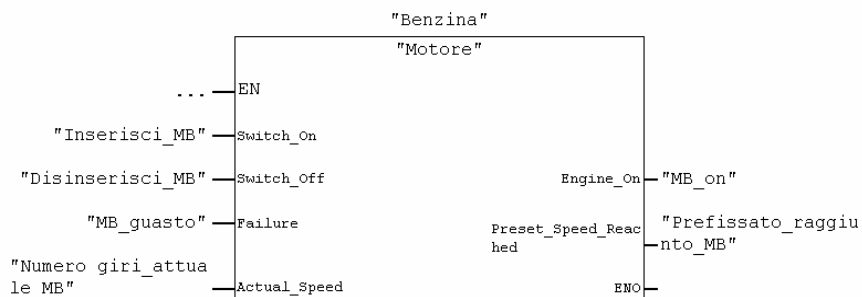 "Benzina"
"Motore"
... EN
"Inserisci_MB" Switch_On
"Disinserisci_MB" Switch_Off Engine_On "MB_on"
"MB_guasto" Failure Preset_Speed_Reac "Prefissato_raggiu
hed nto_MB"
"Numero giri_attua
le MB" Actual_Speed ENO